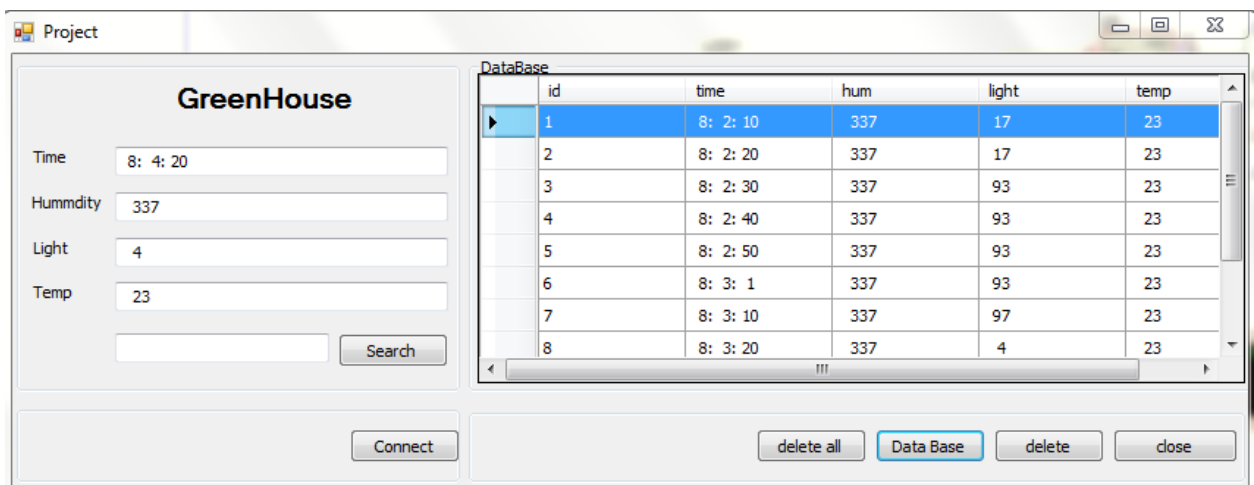 Project
GreenHouse
Time 8: 4: 20
Hummdity 337
Light 4
Temp 23
Search
Connect
DataBase
id time hum light temp
1 8: 2: 10 337 17 23
2 8: 2: 20 337 17 23
3 8: 2: 30 337 93 23
4 8: 2: 40 337 93 23
5 8: 2: 50 337 93 23
6 8: 3: 1 337 93 23
7 8: 3: 10 337 97 23
8 8: 3: 20 337 4 23
delete all Data Base delete close